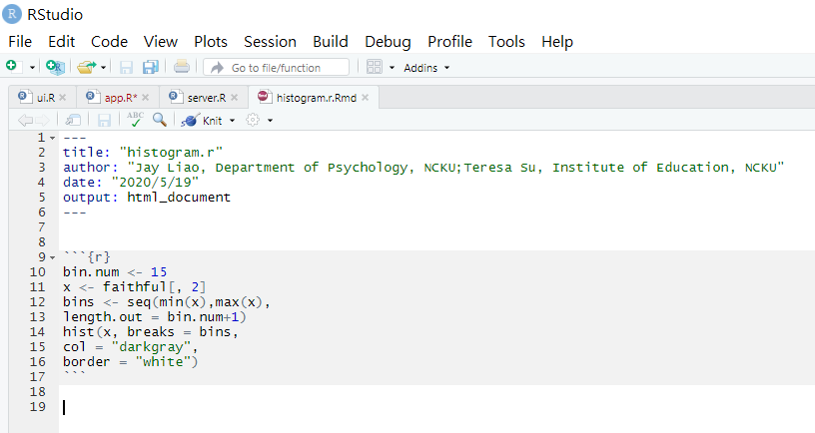 RStudio
File Edit Code View Plots Session Build Debug Profile Tools Help
Go to file/function Addins
ui.R app.R* server.R histogram.r.Rmd
ABC Knit
1 ---
2 title: "histogram.r"
3 author: "Jay Liao, Department of Psychology, NCKU;Teresa Su, Institute of Education, NCKU"
4 date: "2020/5/19"
5 output: html_document
6 ---
7
8
9 ```{r}
10 bin.num <- 15
11 x <- faithful[, 2]
12 bins <- seq(min(x),max(x),
13 length.out = bin.num+1)
14 hist(x, breaks = bins,
15 col = "darkgray",
16 border = "white")
17 ```
18
19